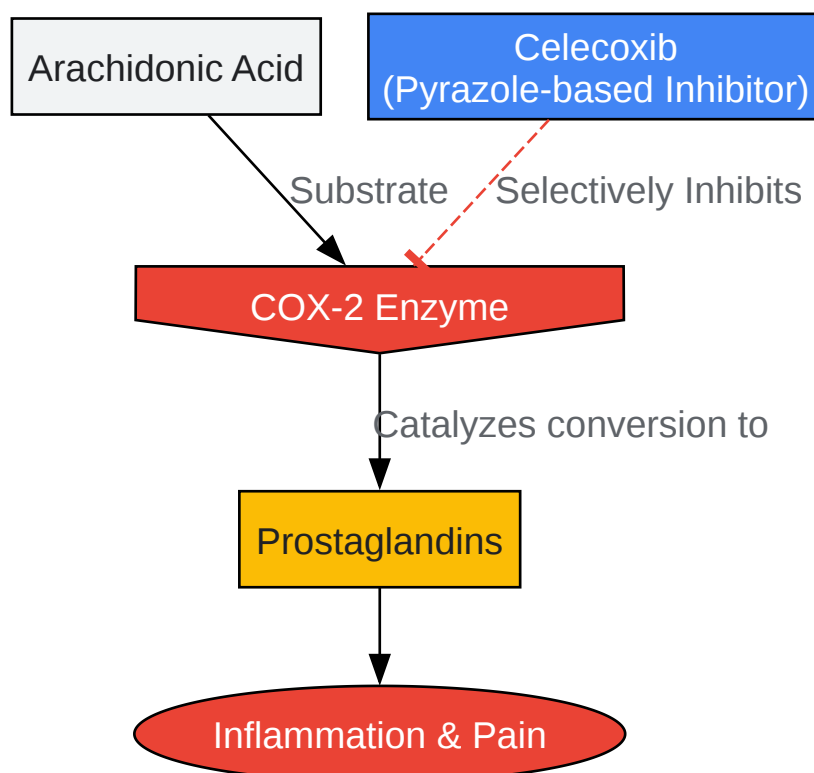 Arachidonic Acid
Celecoxib
(Pyrazole-based Inhibitor)
Substrate
Selectively Inhibits
COX-2 Enzyme
Catalyzes conversion to
Prostaglandins
Inflammation & Pain